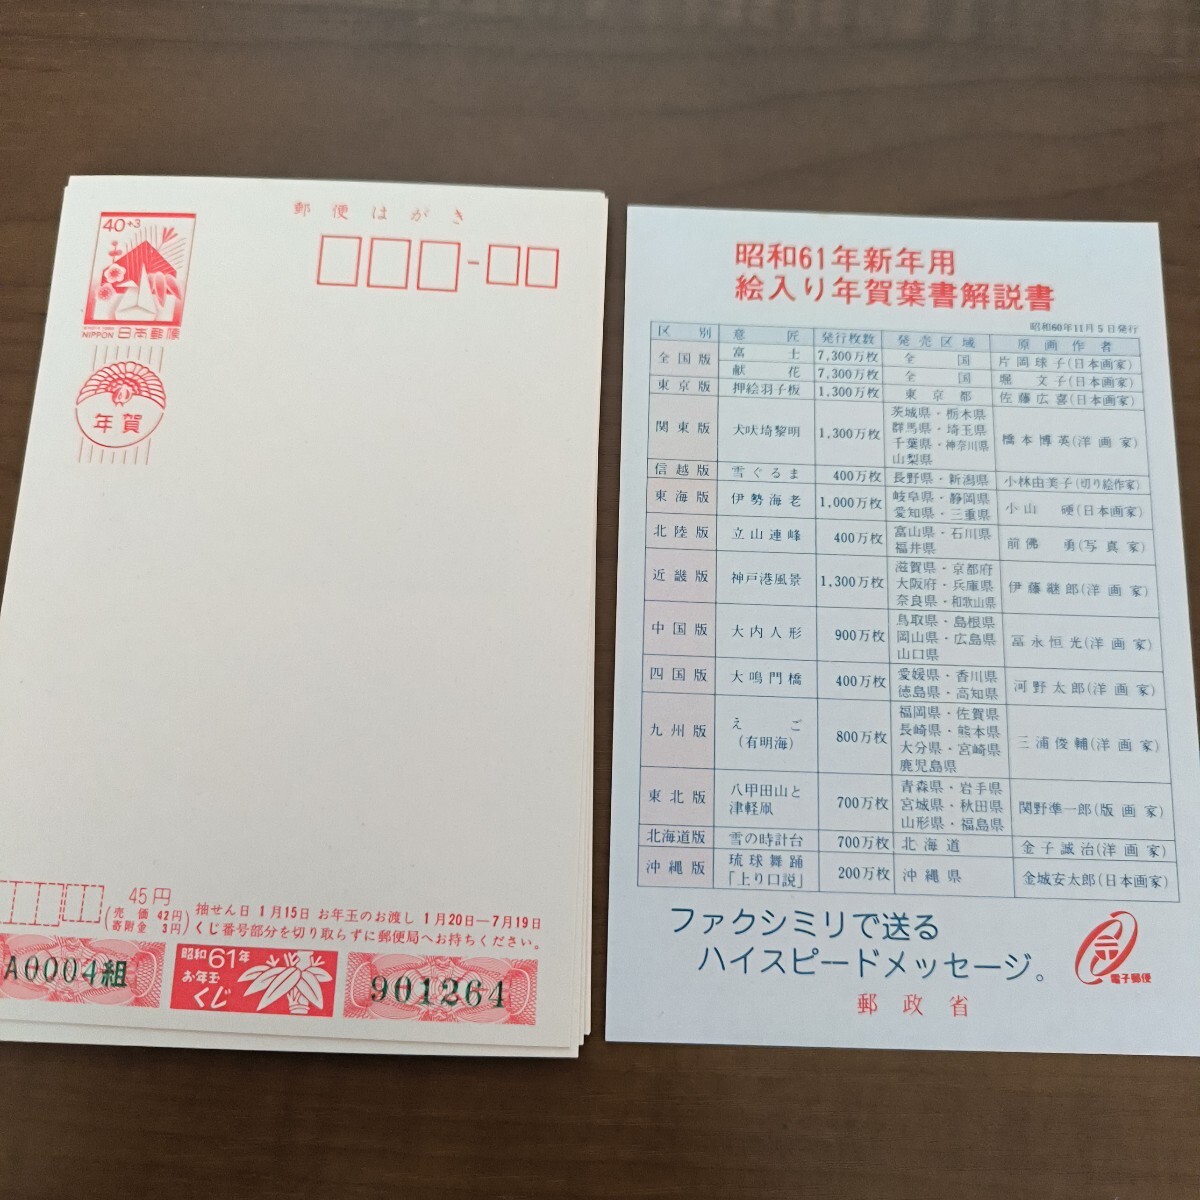 郵便はがき
40+3
NIPPON 日本郵便
年賀
45円
(売価 42円
寄附金 3円)
抽せん日 1月15日 お年玉のお渡し 1月20日―7月19日
くじ番号部分を切り取らずに郵便局へお持ちください。
A0004組
昭和61年
お年玉
くじ
901264
昭和61年新年用
絵入り年賀葉書解説書
昭和60年11月5日発行
区別 意匠 発行枚数 発売区域 原画作者
全国版 富士 7,300万枚 全国 片岡球子(日本画家)
献花 7,300万枚 全国 堀文子(日本画家)
東京版 押絵羽子板 1,300万枚 東京都 佐藤広喜(日本画家)
関東版 犬吠埼黎明 1,300万枚 茨城県・栃木県
群馬県・埼玉県
千葉県・神奈川県
山梨県 橋本博英(洋画家)
信越版 雪ぐるま 400万枚 長野県・新潟県 小林由美子(切り絵作家)
東海版 伊勢海老 1,000万枚 岐阜県・静岡県
愛知県・三重県 小山硬(日本画家)
北陸版 立山連峰 400万枚 富山県・石川県
福井県 前佛勇(写真家)
近畿版 神戸港風景 1,300万枚 滋賀県・京都府
大阪府・兵庫県
奈良県・和歌山県 伊藤継郎(洋画家)
中国版 大内人形 900万枚 鳥取県・島根県
岡山県・広島県
山口県 冨永恒光(洋画家)
四国版 大鳴門橋 400万枚 愛媛県・香川県
徳島県・高知県 河野太郎(洋画家)
九州版 えご
(有明海) 800万枚 福岡県・佐賀県
長崎県・熊本県
大分県・宮崎県
鹿児島県 三浦俊輔(洋画家)
東北版 八甲田山と
津軽凧 700万枚 青森県・岩手県
宮城県・秋田県
山形県・福島県 関野凖一郎(版画家)
北海道版 雪の時計台 700万枚 北海道 金子誠治(洋画家)
沖縄版 琉球舞踊
「上り口説」 200万枚 沖縄県 金城安太郎(日本画家)
ファクシミリで送る
ハイスピードメッセージ。
電子郵便
郵政省